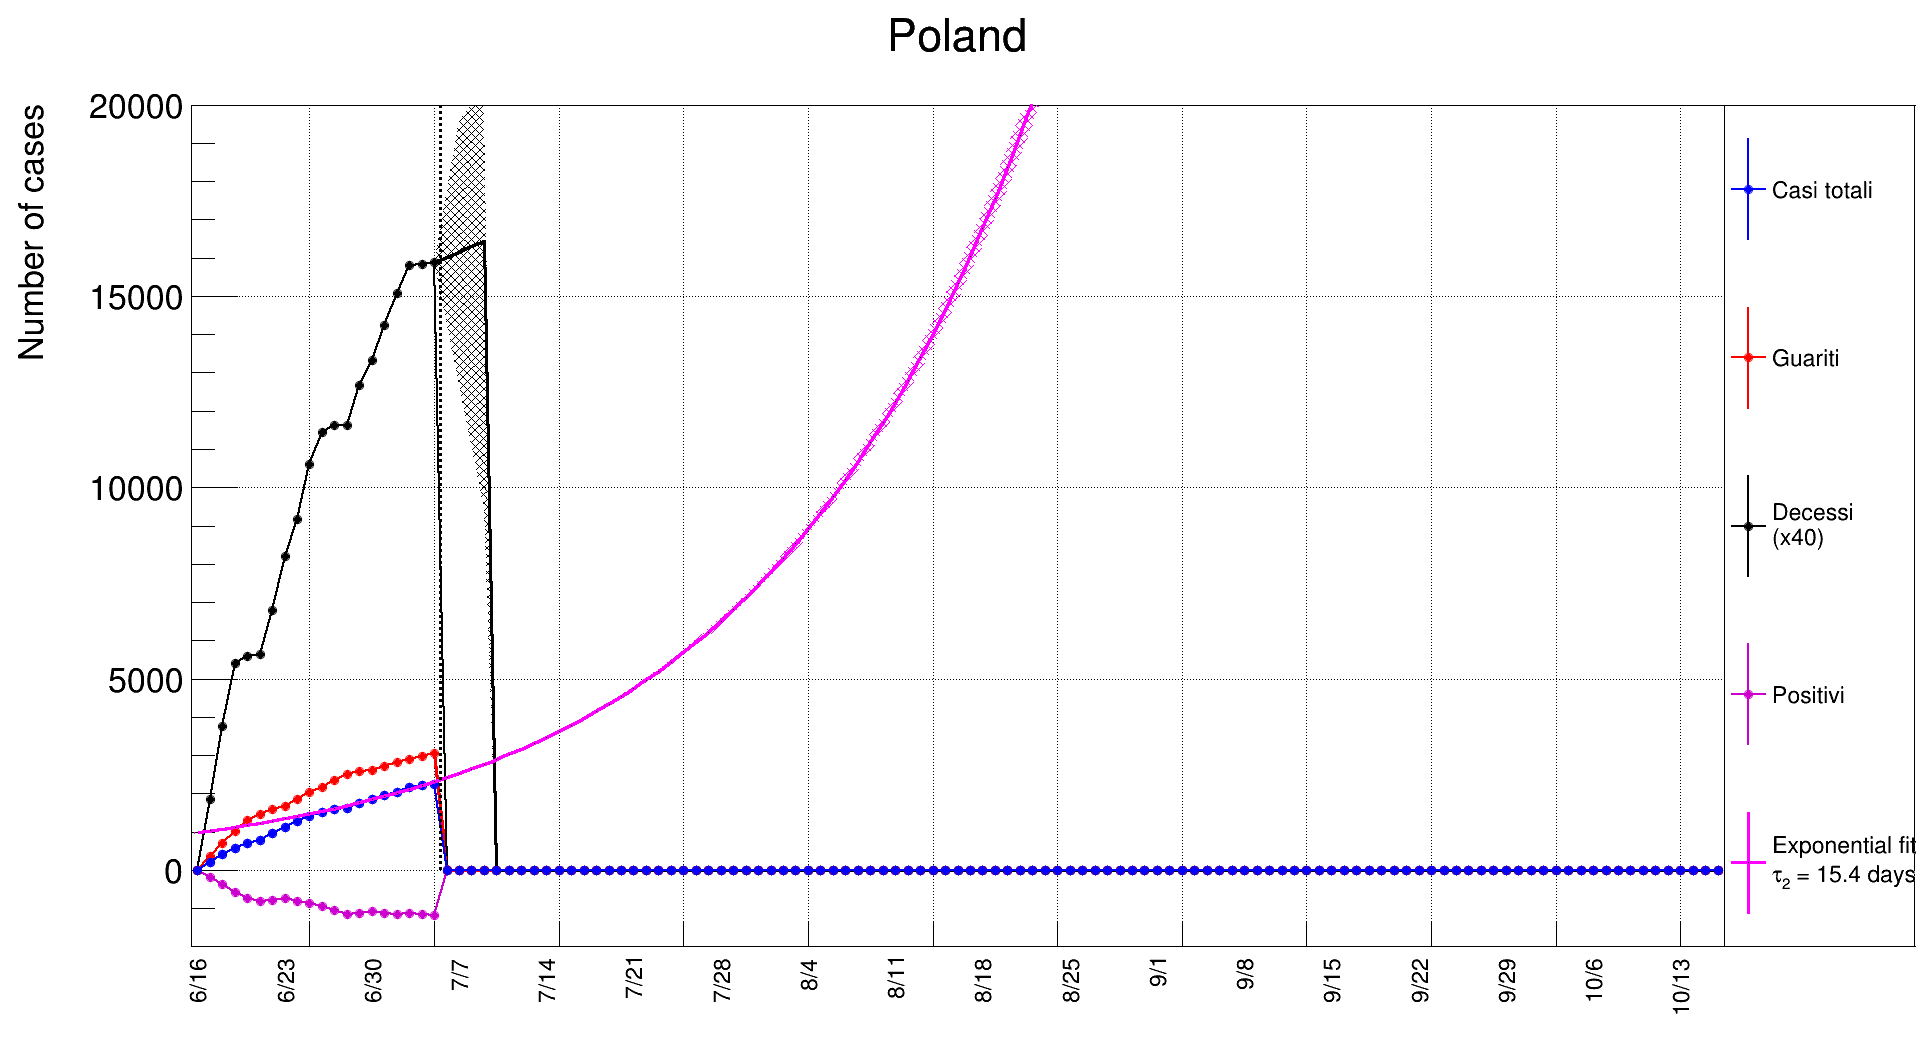 Poland
Number of cases
20000
15000
10000
5000
0
6/16
6/23
6/30
7/7
7/14
7/21
7/28
8/4
8/11
8/18
8/25
9/1
9/8
9/15
9/22
9/29
10/6
10/13
Casi totali
Guariti
Decessi
(x40)
Positivi
Exponential fit
τ₂ = 15.4 days